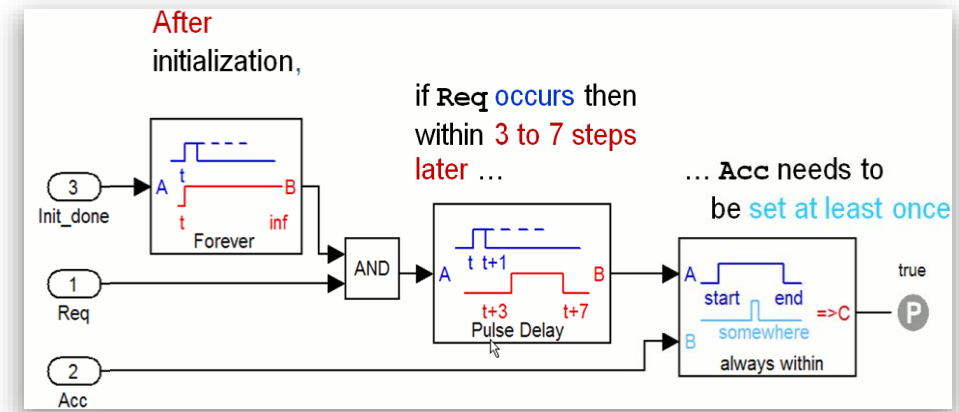 After
initialization,
if Req occurs then
within 3 to 7 steps
later …
… Acc needs to
be set at least once
3
Init_done
A
t
B
t
inf
Forever
1
Req
2
Acc
AND
A
t t+1
B
t+3 t+7
Pulse Delay
A
start end
somewhere
B
=>C
always within
true
P